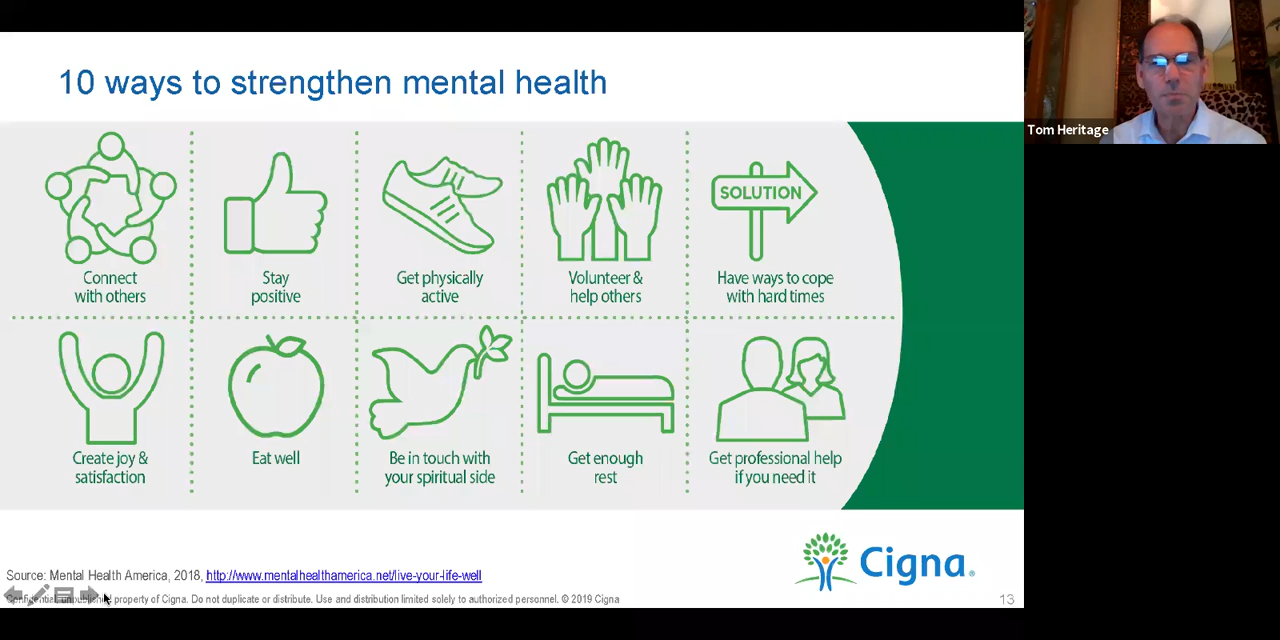 10 ways to strengthen mental health
Tom Heritage
SOLUTION
Connect
with others
Stay
positive
Get physically
active
Volunteer &
help others
Have ways to cope
with hard times
Create joy &
satisfaction
Eat well
Be in touch with
your spiritual side
Get enough
rest
Get professional help
if you need it
Cigna®
Source: Mental Health America, 2018, http://www.mentalhealthamerica.net/live-your-life-well
Confidential, unpublished property of Cigna. Do not duplicate or distribute. Use and distribution limited solely to authorized personnel. © 2019 Cigna
13